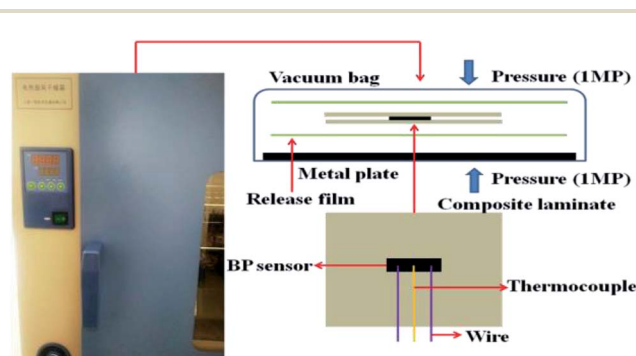 Vacuum bag
Pressure (1MP)
Metal plate
Pressure (1MP)
Release film
Composite laminate
BP sensor
Thermocouple
Wire